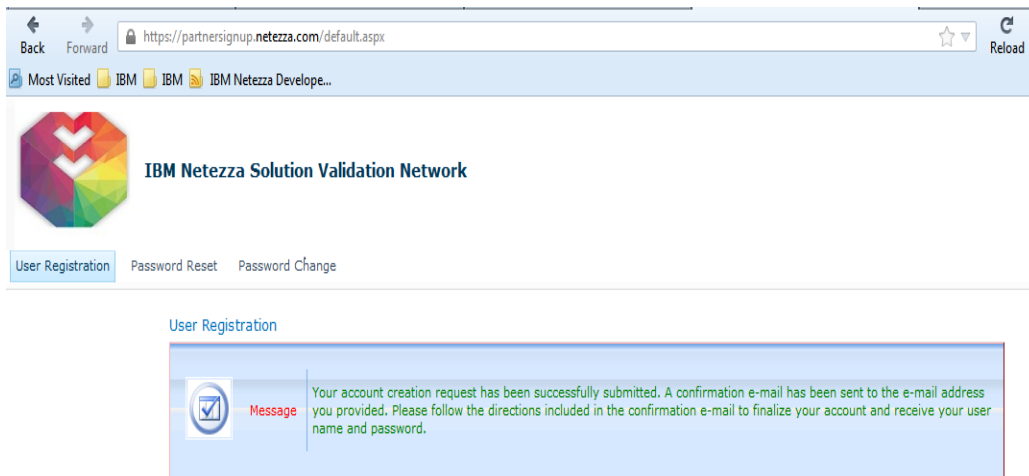 Back Forward https://partnersignup.netezza.com/default.aspx Reload
Most Visited IBM IBM IBM Netezza Develope...
IBM Netezza Solution Validation Network
User Registration Password Reset Password Change
User Registration
Message
Your account creation request has been successfully submitted. A confirmation e-mail has been sent to the e-mail address
you provided. Please follow the directions included in the confirmation e-mail to finalize your account and receive your user
name and password.